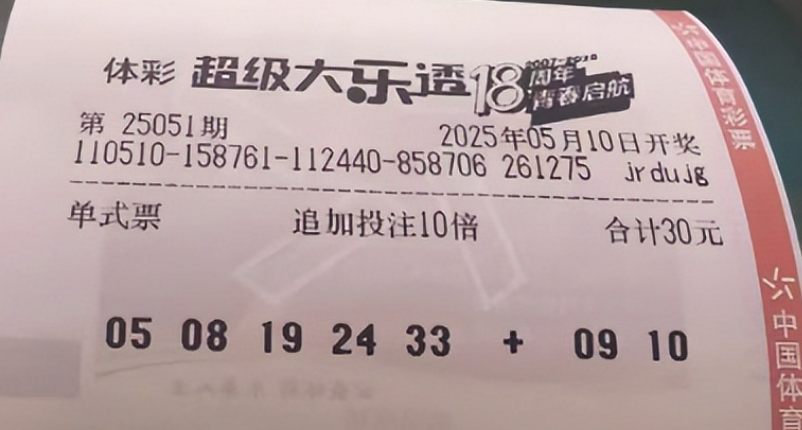 体彩 超级大乐透 18周年 青春启航
第 25051期 2025年05月10日开奖
110510-158761-112440-858706 261275 jrdujg
单式票 追加投注10倍 合计30元
05 08 19 24 33 + 09 10
中国体育彩票
中国体育